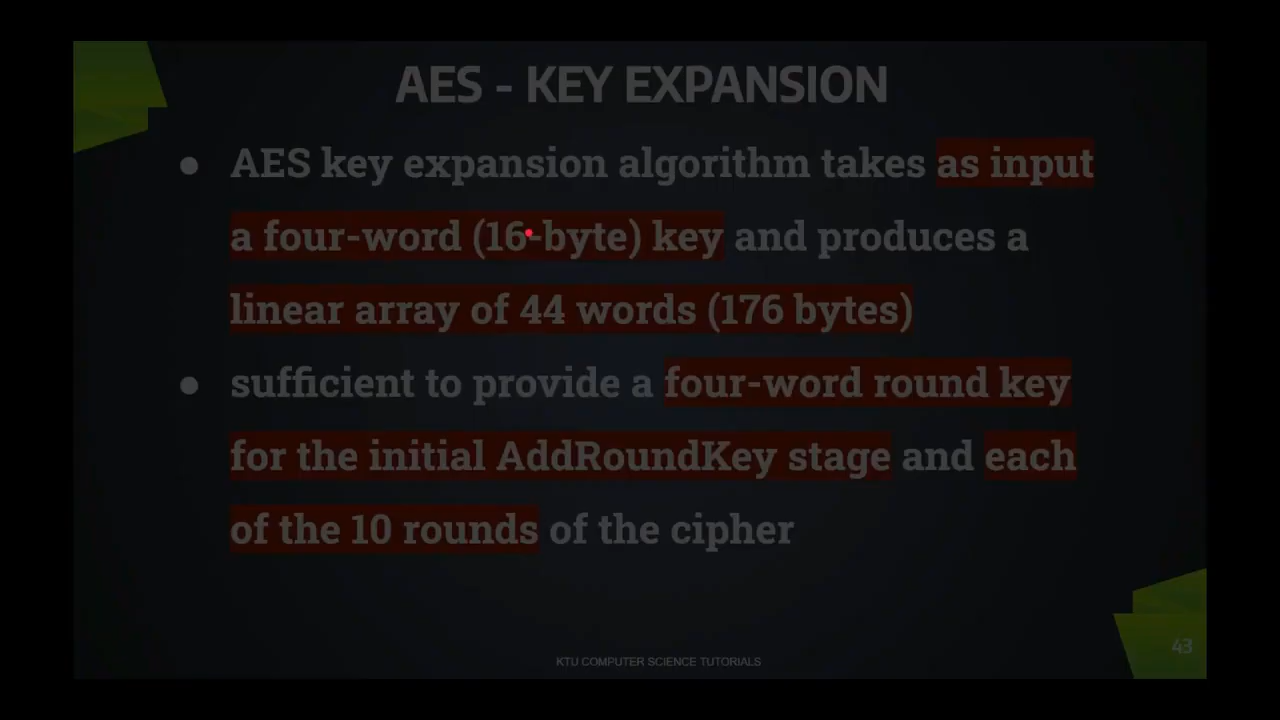 AES - KEY EXPANSION
● AES key expansion algorithm takes as input
a four-word (16-byte) key and produces a
linear array of 44 words (176 bytes)
● sufficient to provide a four-word round key
for the initial AddRoundKey stage and each
of the 10 rounds of the cipher
43
KTU COMPUTER SCIENCE TUTORIALS